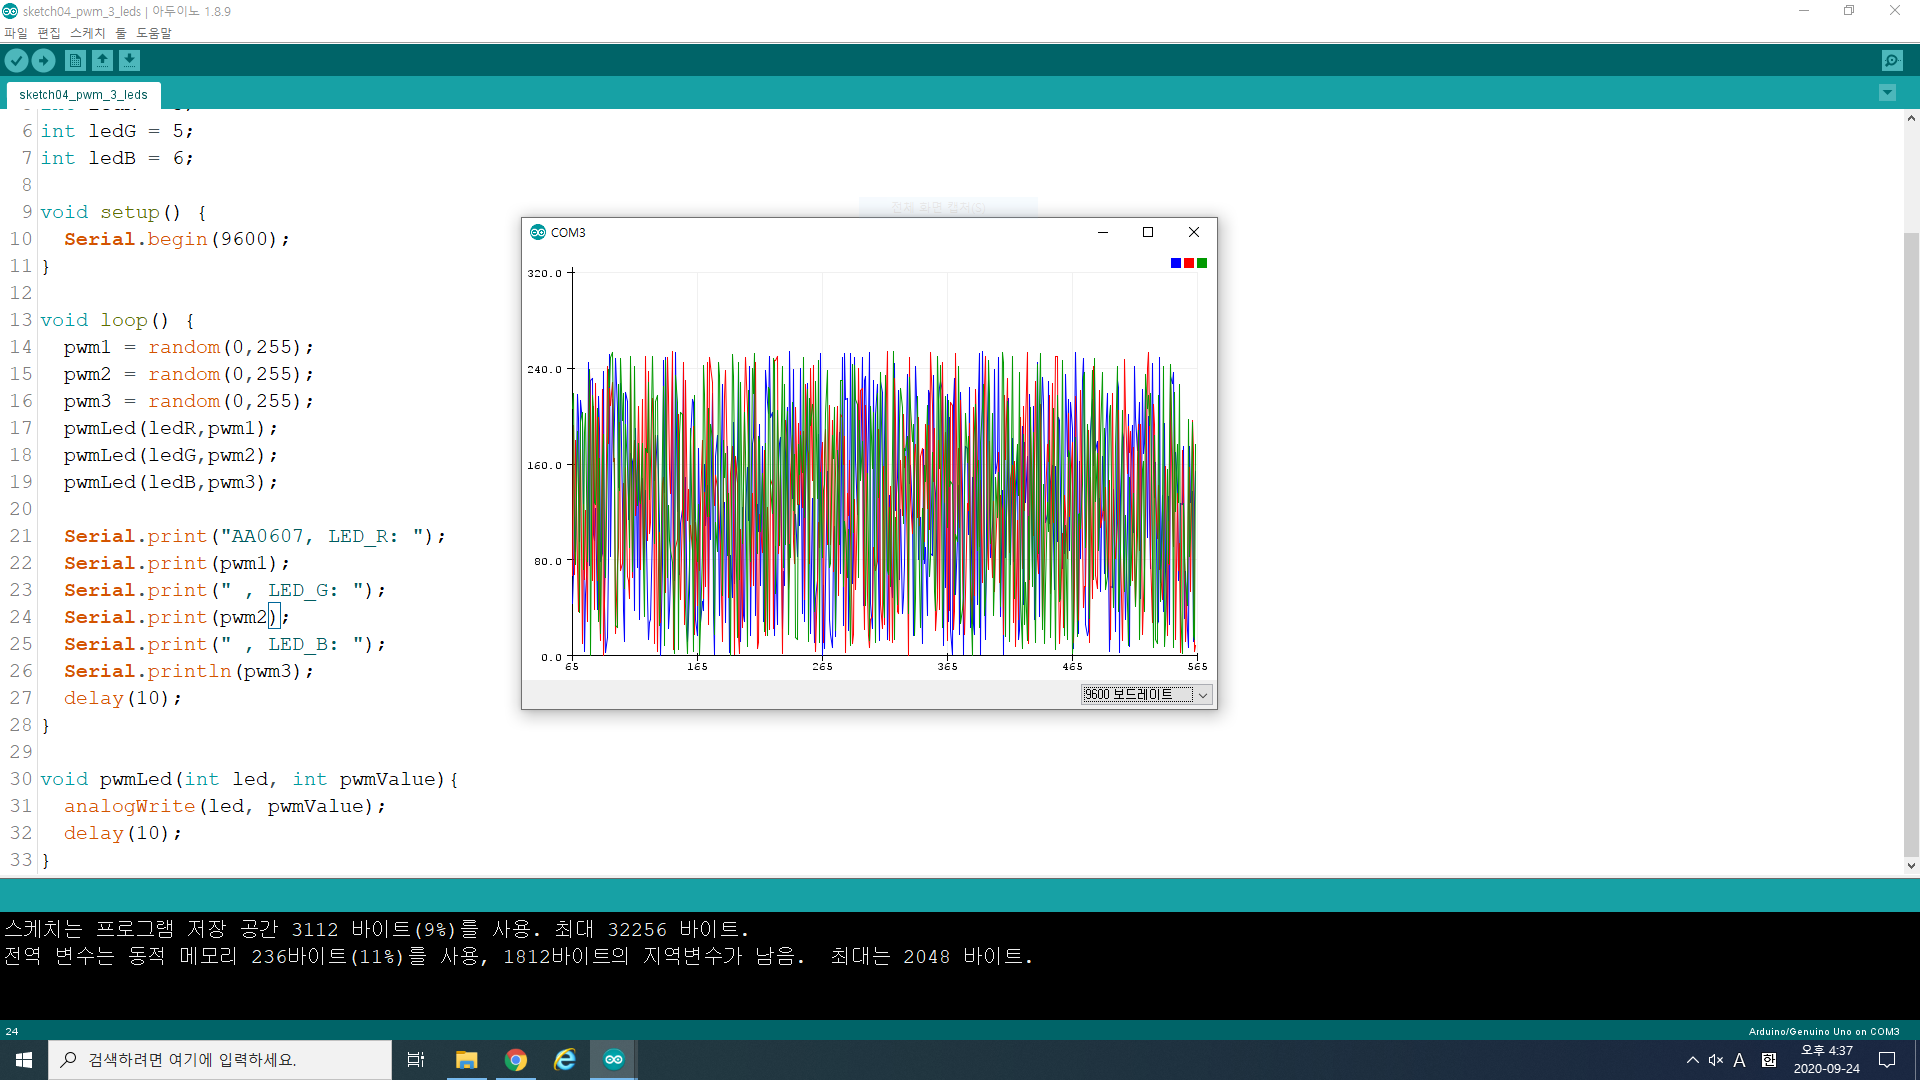 sketch04_pwm_3_leds | 아두이노 1.8.9
파일 편집 스케치 툴 도움말
sketch04_pwm_3_leds
6 int ledG = 5;
7 int ledB = 6;
8
9 void setup() {
10 Serial.begin(9600);
11 }
12
13 void loop() {
14 pwm1 = random(0,255);
15 pwm2 = random(0,255);
16 pwm3 = random(0,255);
17 pwmLed(ledR,pwm1);
18 pwmLed(ledG,pwm2);
19 pwmLed(ledB,pwm3);
20
21 Serial.print("AA0607, LED_R: ");
22 Serial.print(pwm1);
23 Serial.print(" , LED_G: ");
24 Serial.print(pwm2);
25 Serial.print(" , LED_B: ");
26 Serial.println(pwm3);
27 delay(10);
28 }
29
30 void pwmLed(int led, int pwmValue){
31 analogWrite(led, pwmValue);
32 delay(10);
33 }
전체 화면 캡처(S)
COM3
320.0
240.0
160.0
80.0
0.0
65 165 265 365 465 565
9600 보드레이트
스케치는 프로그램 저장 공간 3112 바이트(9%)를 사용. 최대 32256 바이트.
전역 변수는 동적 메모리 236바이트(11%)를 사용, 1812바이트의 지역변수가 남음. 최대는 2048 바이트.
24
Arduino/Genuino Uno on COM3
검색하려면 여기에 입력하세요.
A 한
오후 4:37
2020-09-24